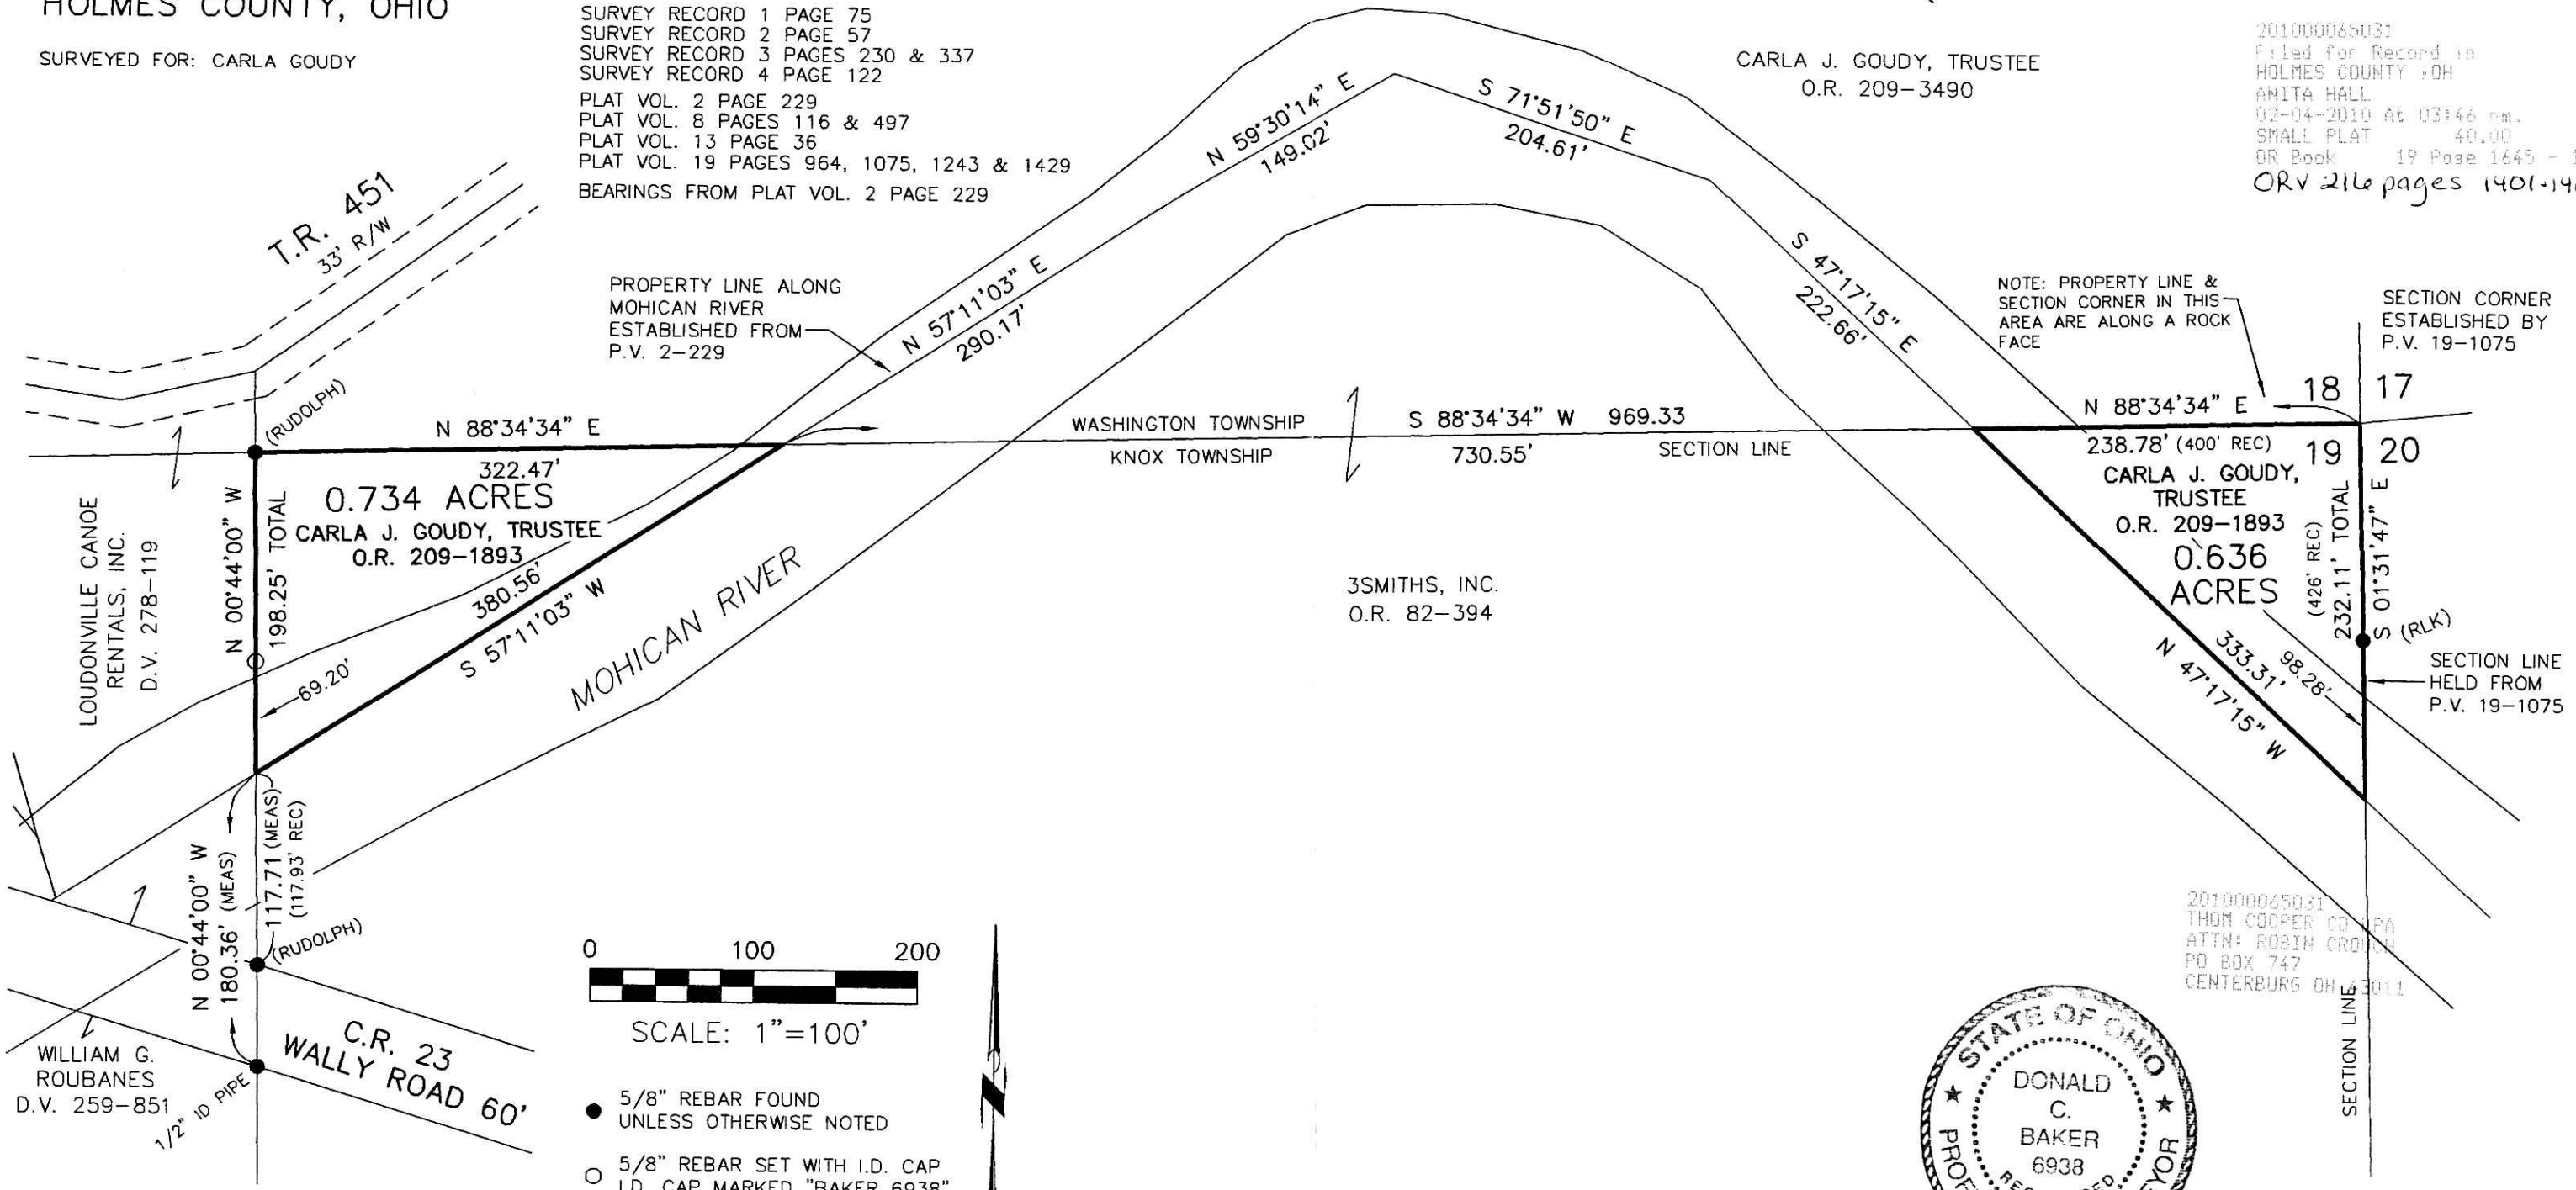 HOLMES COUNTY, OHIO
SURVEYED FOR: CARLA GOUDY
SURVEY RECORD 1 PAGE 75
SURVEY RECORD 2 PAGE 57
SURVEY RECORD 3 PAGES 230 & 337
SURVEY RECORD 4 PAGE 122
PLAT VOL. 2 PAGE 229
PLAT VOL. 8 PAGES 116 & 497
PLAT VOL. 13 PAGE 36
PLAT VOL. 19 PAGES 964, 1075, 1243 & 1429
BEARINGS FROM PLAT VOL. 2 PAGE 229
CARLA J. GOUDY, TRUSTEE
O.R. 209-3490
201000065031
Filed for Record in
HOLMES COUNTY ,OH
ANITA HALL
02-04-2010 At 03:46 pm.
SMALL PLAT 40.00
OR Book 19 Page 1645 -
ORV 216 pages
T.R. 451
33' R/W
PROPERTY LINE ALONG
MOHICAN RIVER
ESTABLISHED FROM
P.V. 2-229
N 57°11'03" E
290.17'
N 59°30'14" E
149.02'
S 71°51'50" E
204.61'
S 47°17'15" E
222.66'
NOTE: PROPERTY LINE &
SECTION CORNER IN THIS
AREA ARE ALONG A ROCK
FACE
SECTION CORNER
ESTABLISHED BY
P.V. 19-1075
18 17
19 20
(RUDOLPH)
N 88°34'34" E
322.47'
0.734 ACRES
CARLA J. GOUDY, TRUSTEE
O.R. 209-1893
N 00°44'00" W
198.25' TOTAL
380.56'
S 57°11'03" W
69.20'
LOUDONVILLE CANOE
RENTALS, INC.
D.V. 278-119
WASHINGTON TOWNSHIP
KNOX TOWNSHIP
S 88°34'34" W 969.33
730.55'
SECTION LINE
N 88°34'34" E
238.78' (400' REC)
CARLA J. GOUDY,
TRUSTEE
O.R. 209-1893
0.636
ACRES
(426' REC)
232.11' TOTAL
S 01°31'47" E
(RLK)
333.31'
N 47°17'15" W
98.28'
SECTION LINE
HELD FROM
P.V. 19-1075
MOHICAN RIVER
3SMITHS, INC.
O.R. 82-394
N 00°44'00" W
180.36' (MEAS)
117.71 (MEAS)
(117.93' REC)
(RUDOLPH)
C.R. 23
WALLY ROAD 60'
WILLIAM G.
ROUBANES
D.V. 259-851
1/2" ID PIPE
0 100 200
SCALE: 1"=100'
5/8" REBAR FOUND
UNLESS OTHERWISE NOTED
5/8" REBAR SET WITH I.D. CAP
I.D. CAP MARKED "BAKER 6938"
201000065031
THOM COOPER CO LPA
ATTN: ROBIN CROUCH
PO BOX 747
CENTERBURG OH 43011
SECTION LINE
STATE OF OHIO
DONALD
C.
BAKER
6938